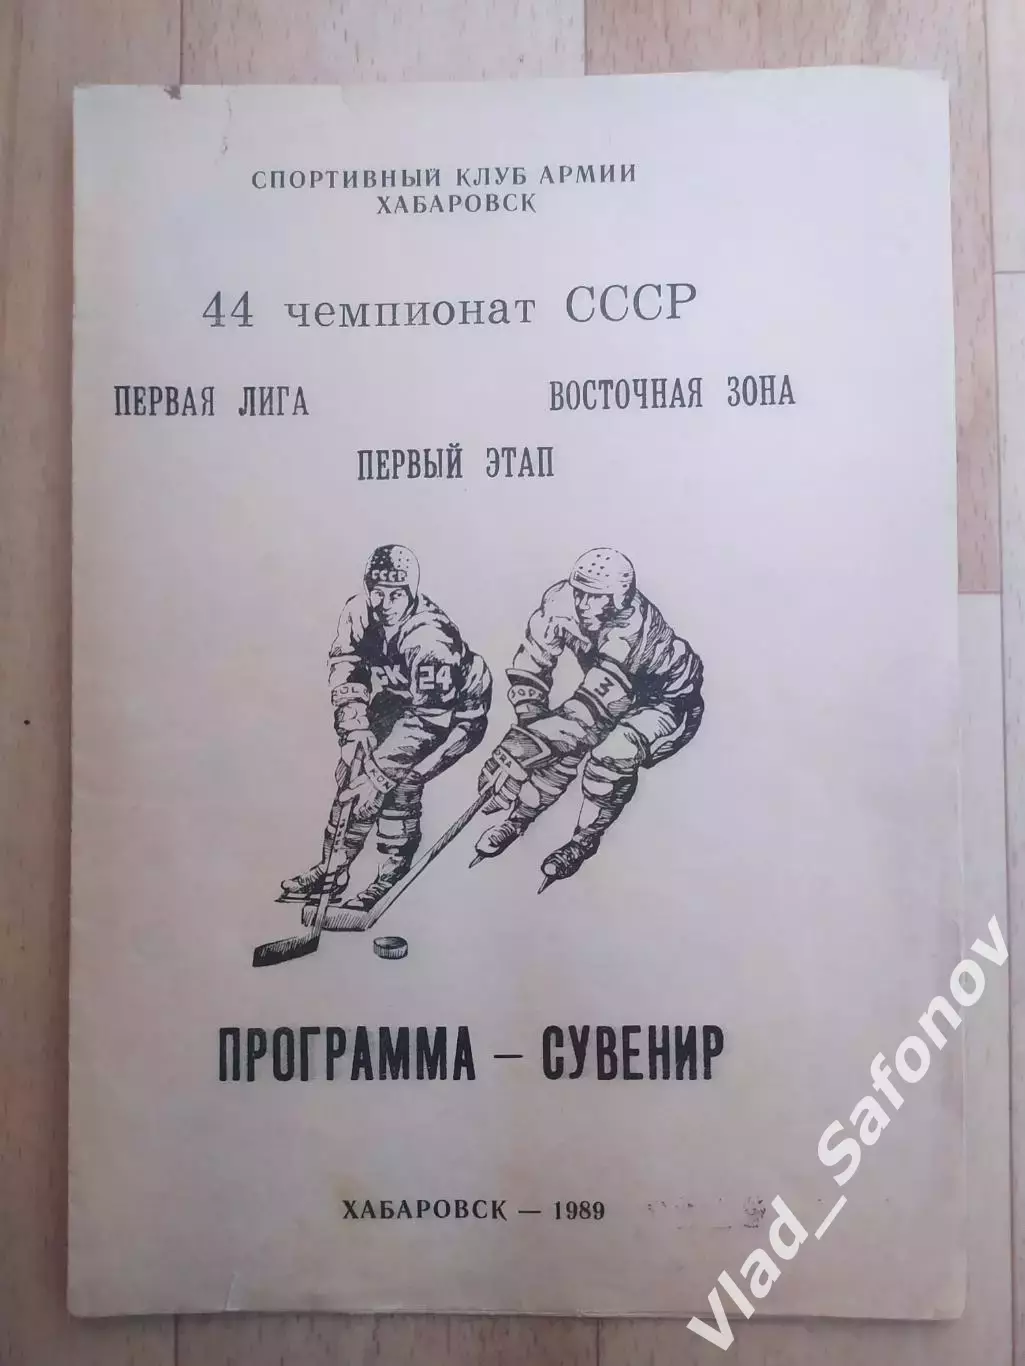 СПОРТИВНЫЙ КЛУБ АРМИИ
ХАБАРОВСК
44 чемпионат СССР
ПЕРВАЯ ЛИГА ВОСТОЧНАЯ ЗОНА
ПЕРВЫЙ ЭТАП
СССР
СК 24
3
ПРОГРАММА — СУВЕНИР
ХАБАРОВСК — 1989
Vlad_Safonov